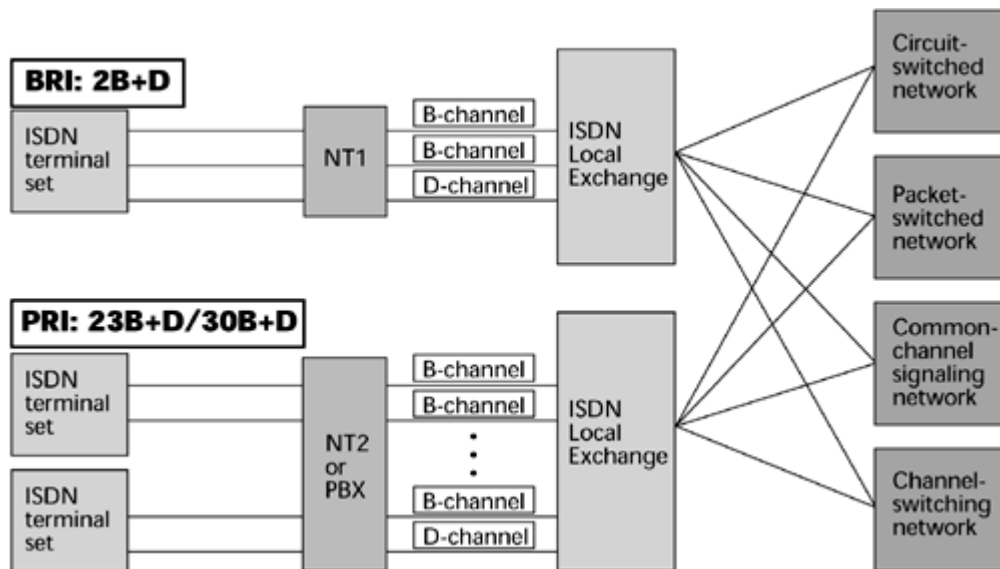 BRI: 2B+D
ISDN
terminal
set
NT1
B-channel
B-channel
D-channel
ISDN
Local
Exchange
PRI: 23B+D/30B+D
ISDN
terminal
set
ISDN
terminal
set
NT2
or
PBX
B-channel
B-channel
B-channel
D-channel
ISDN
Local
Exchange
Circuit-
switched
network
Packet-
switched
network
Common-
channel
signaling
network
Channel-
switching
network